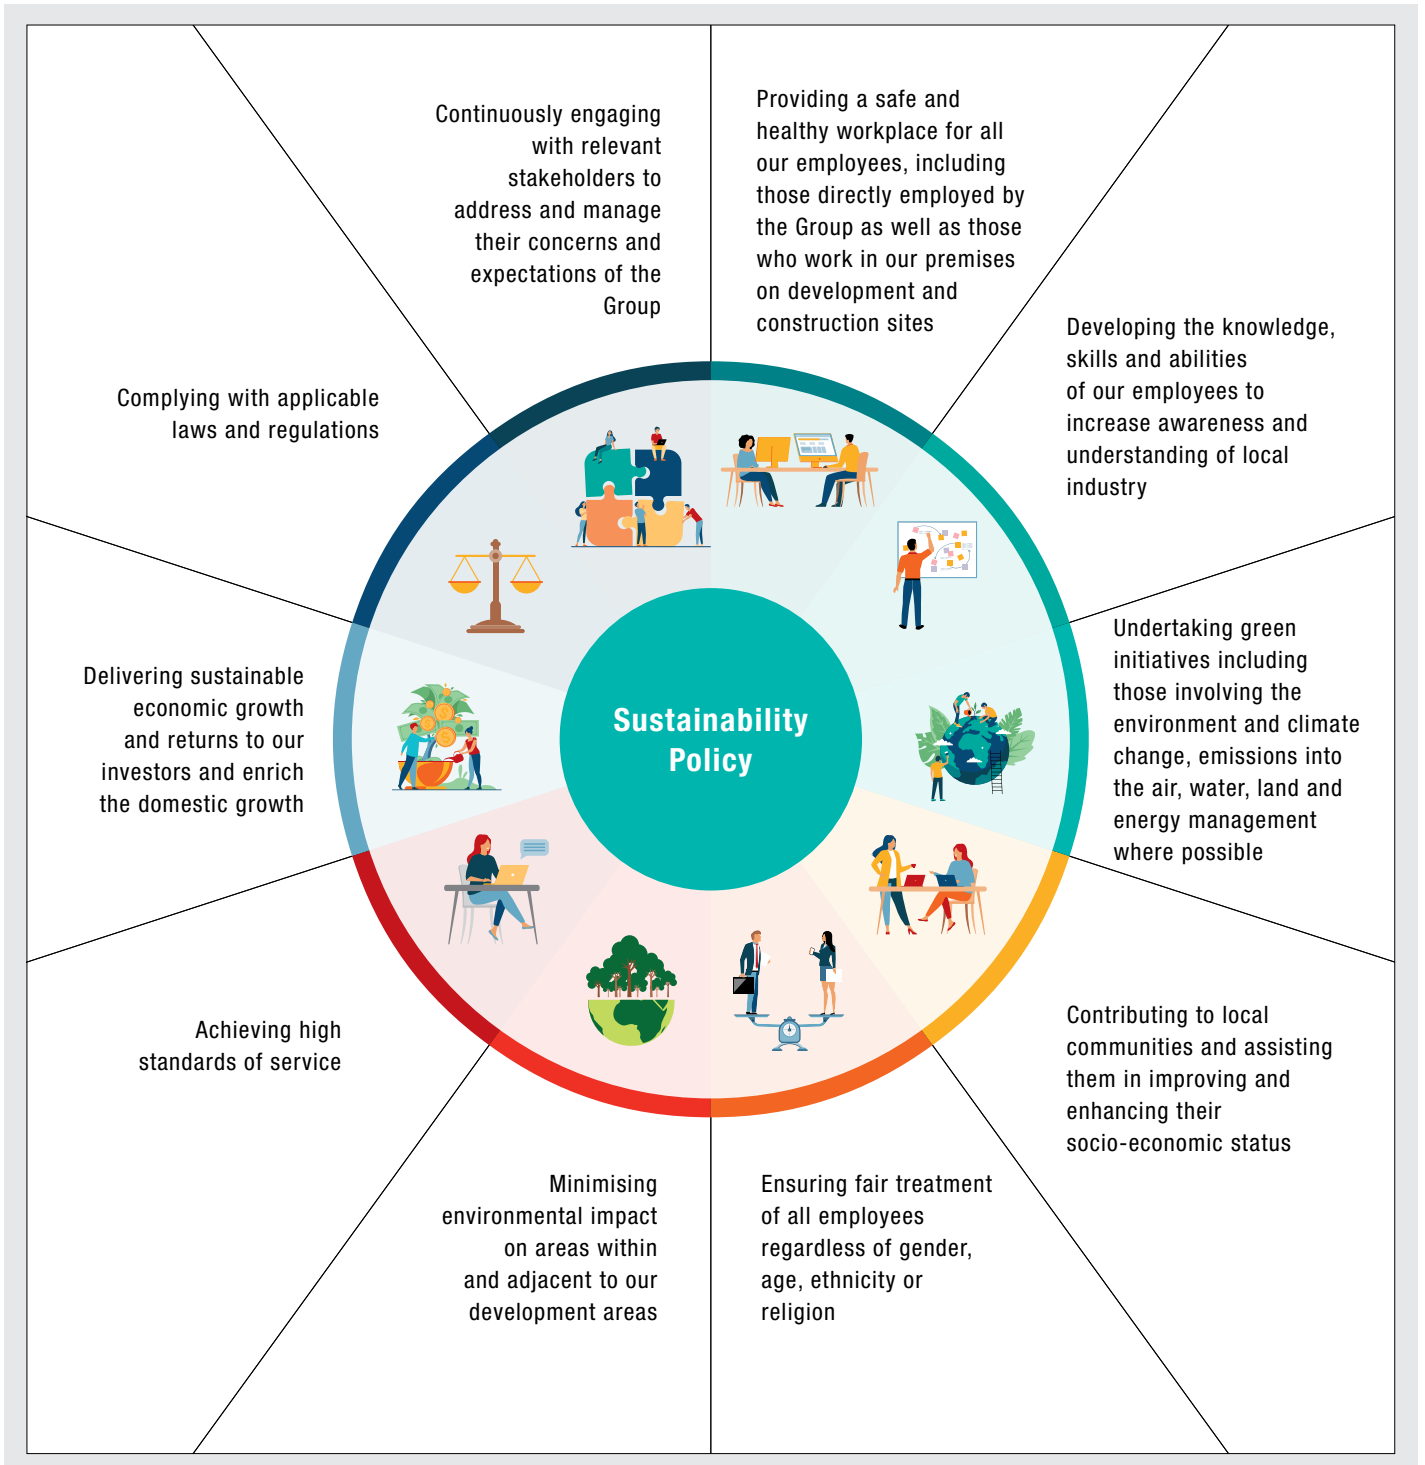 Continuously engaging
with relevant
stakeholders to
address and manage
their concerns and
expectations of the
Group
Providing a safe and
healthy workplace for all
our employees, including
those directly employed by
the Group as well as those
who work in our premises
on development and
construction sites
Developing the knowledge,
skills and abilities
of our employees to
increase awareness and
understanding of local
industry
Undertaking green
initiatives including
those involving the
environment and climate
change, emissions into
the air, water, land and
energy management
where possible
Contributing to local
communities and assisting
them in improving and
enhancing their
socio-economic status
Ensuring fair treatment
of all employees
regardless of gender,
age, ethnicity or
religion
Minimising
environmental impact
on areas within
and adjacent to our
development areas
Achieving high
standards of service
Delivering sustainable
economic growth
and returns to our
investors and enrich
the domestic growth
Complying with applicable
laws and regulations
Sustainability
Policy